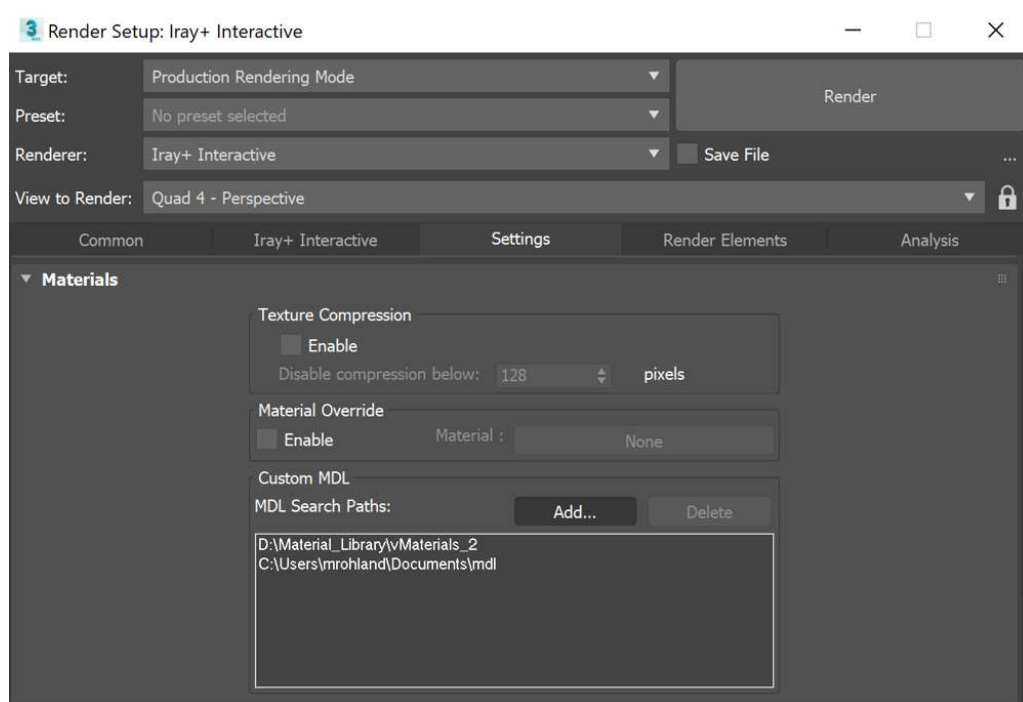 Render Setup: Iray+ Interactive
Target: Production Rendering Mode
Render
Preset: No preset selected
Renderer: Iray+ Interactive
Save File
...
View to Render: Quad 4 - Perspective
Common Iray+ Interactive Settings Render Elements Analysis
Materials
Texture Compression
Enable
Disable compression below: 128 pixels
Material Override
Enable Material : None
Custom MDL
MDL Search Paths: Add... Delete
D:\Material_Library\vMaterials_2
C:\Users\mrohland\Documents\mdl